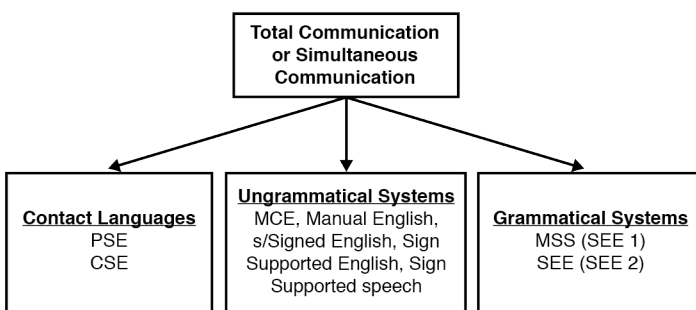 Total Communication
or Simultaneous
Communication
Contact Languages
PSE
CSE
Ungrammatical Systems
MCE, Manual English,
s/Signed English, Sign
Supported English, Sign
Supported speech
Grammatical Systems
MSS (SEE 1)
SEE (SEE 2)